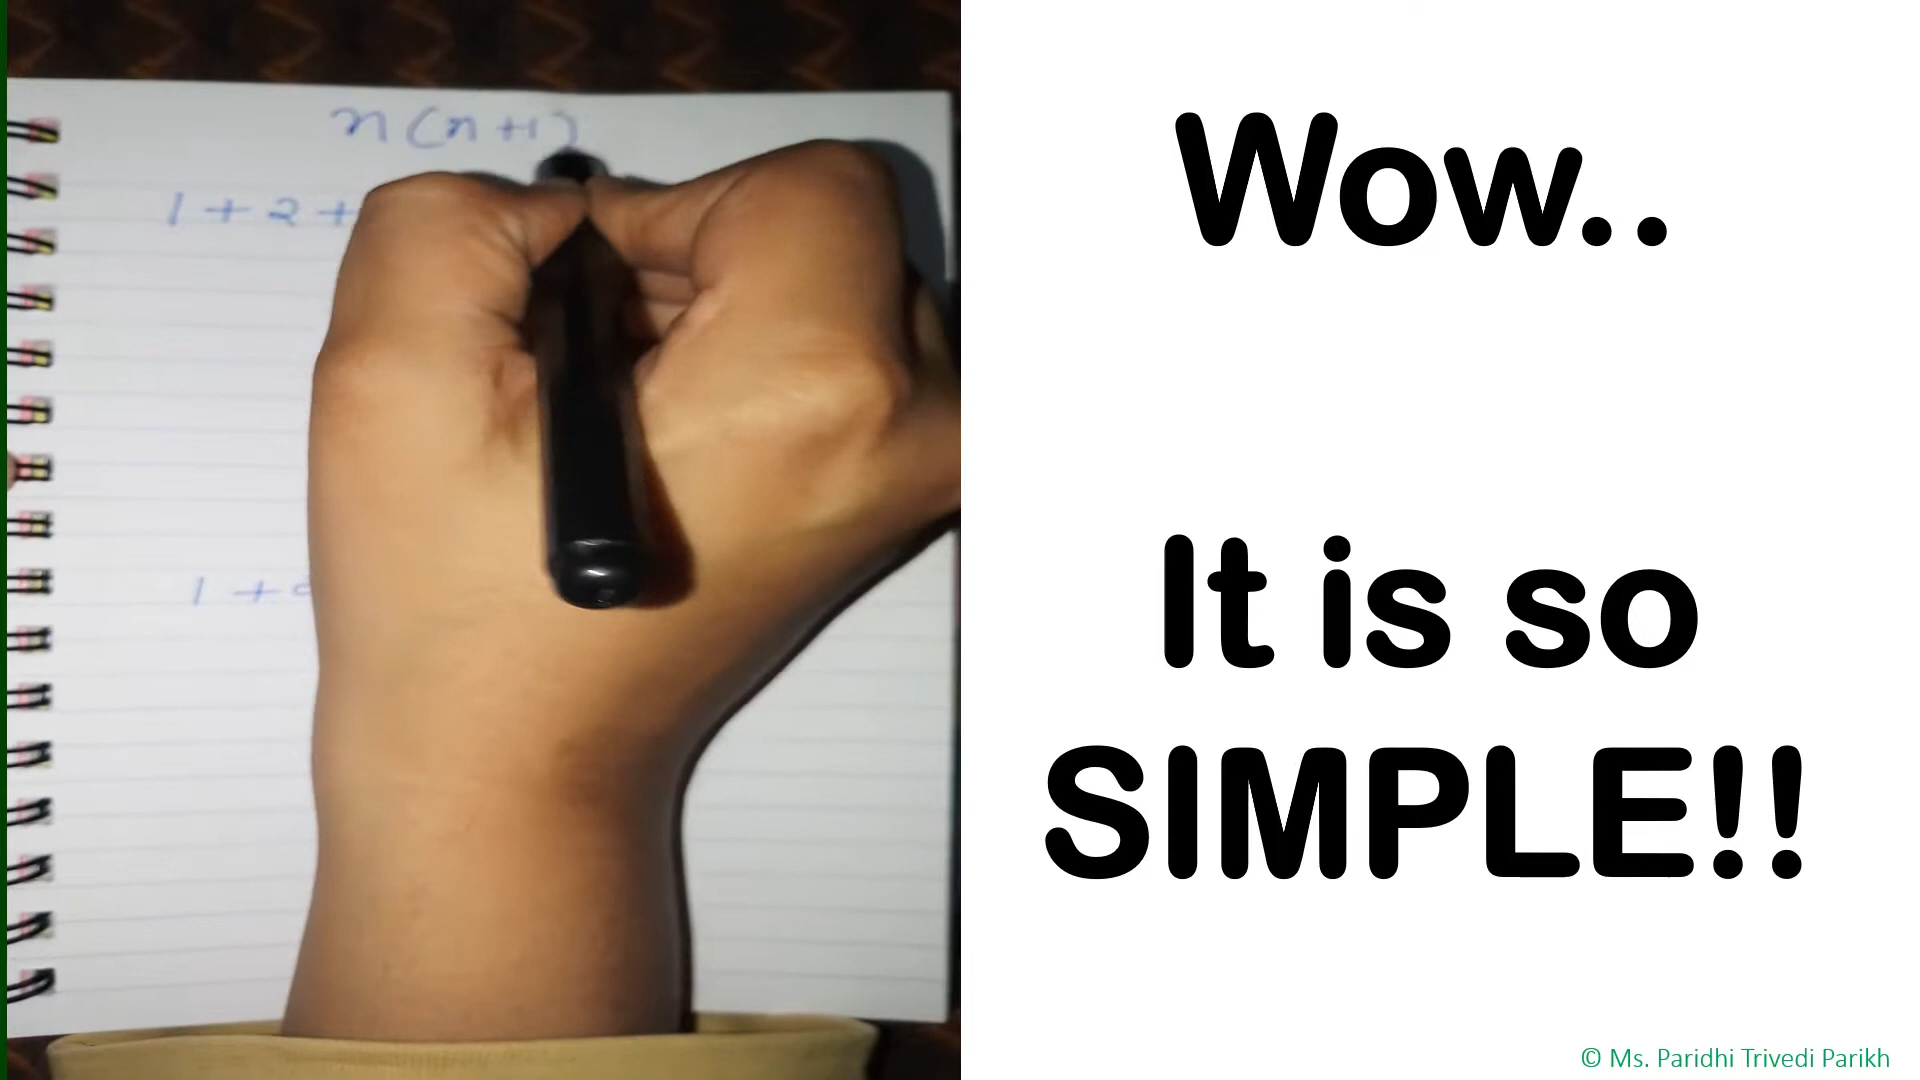 n(n+1)
1+2+
1+
Wow..
It is so
SIMPLE!!
© Ms. Paridhi Trivedi Parikh